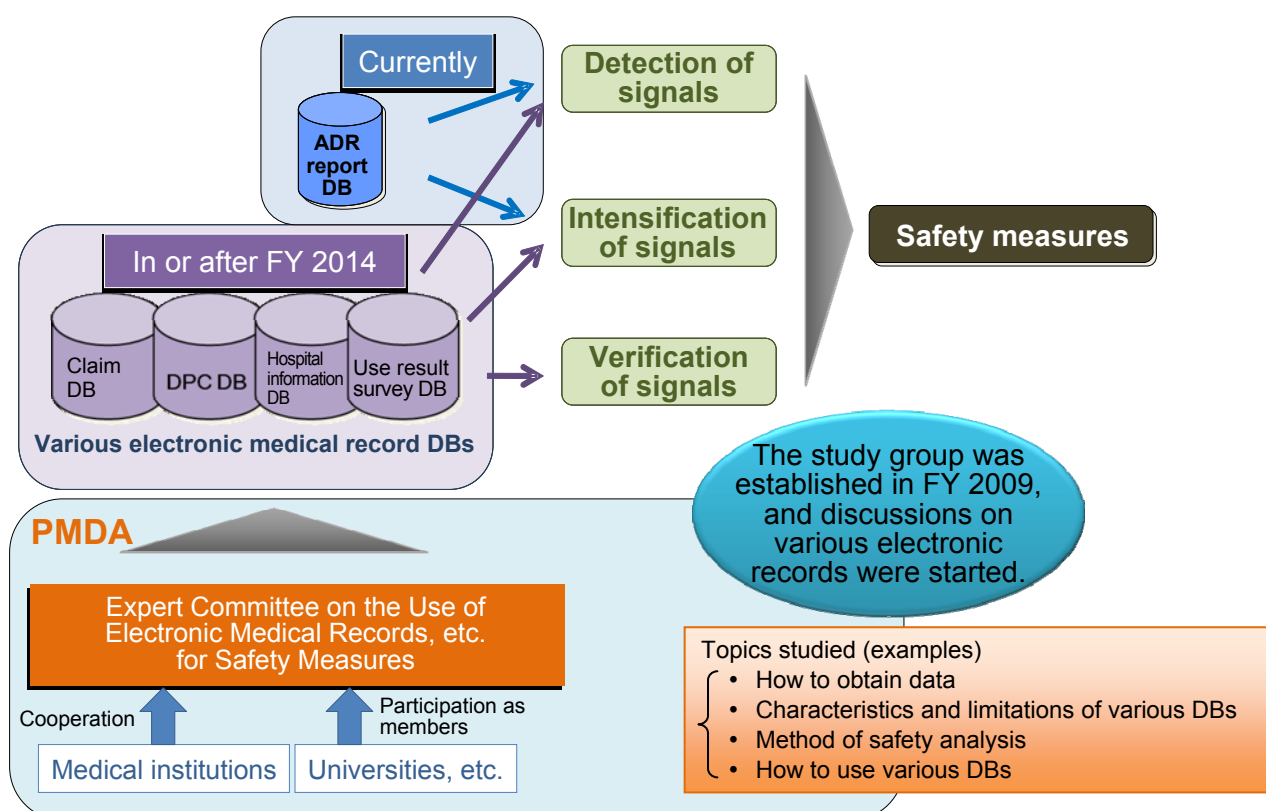 Currently
ADR
report
DB
Detection of
signals
Intensification
of signals
Verification
of signals
Safety measures
In or after FY 2014
Claim
DB
DPC DB
Hospital
information
DB
Use result
survey DB
Various electronic medical record DBs
The study group was
established in FY 2009,
and discussions on
various electronic
records were started.
PMDA
Expert Committee on the Use of
Electronic Medical Records, etc.
for Safety Measures
Cooperation
Participation as
members
Medical institutions
Universities, etc.
Topics studied (examples)
• How to obtain data
• Characteristics and limitations of various DBs
• Method of safety analysis
• How to use various DBs